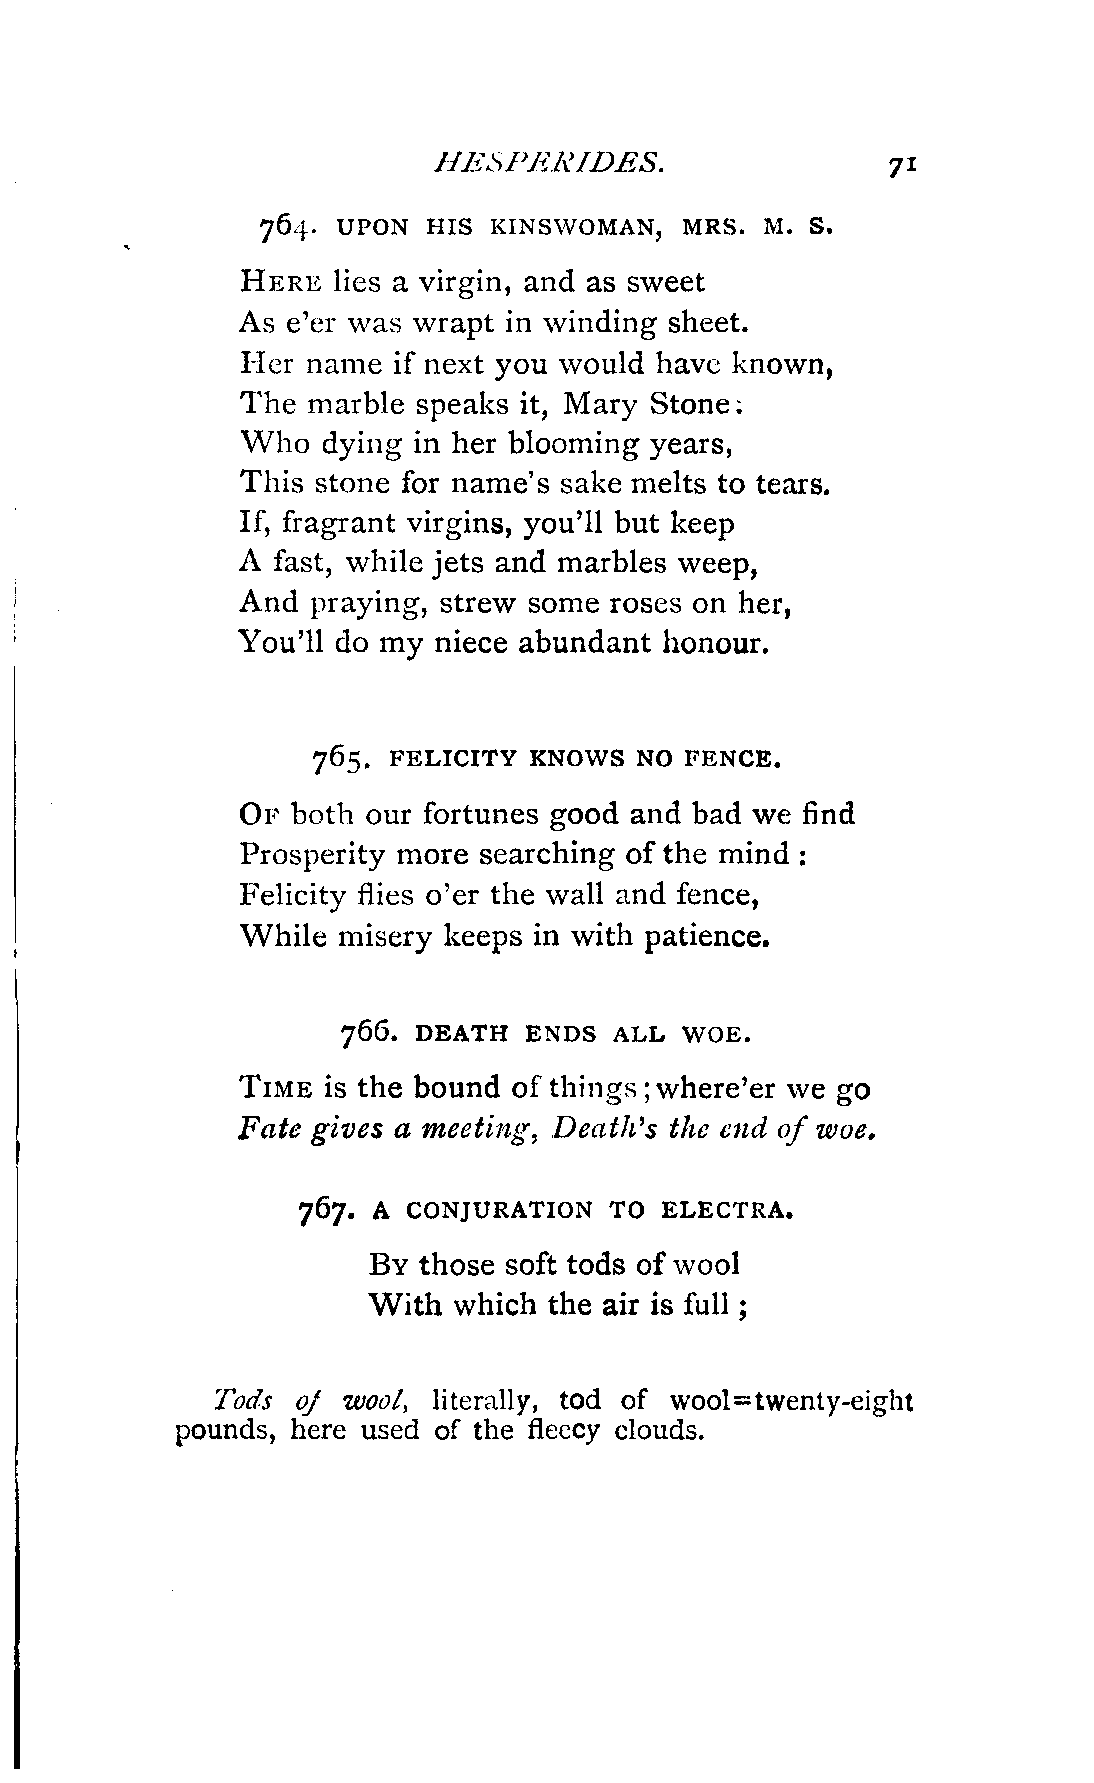 HESPERIDES. 71
764. UPON HIS KINSWOMAN, MRS. M. S.
HERE lies a virgin, and as sweet
As e'er was wrapt in winding sheet.
Her name if next you would have known,
The marble speaks it, Mary Stone:
Who dying in her blooming years,
This stone for name's sake melts to tears.
If, fragrant virgins, you'll but keep
A fast, while jets and marbles weep,
And praying, strew some roses on her,
You'll do my niece abundant honour.
765. FELICITY KNOWS NO FENCE.
OF both our fortunes good and bad we find
Prosperity more searching of the mind :
Felicity flies o'er the wall and fence,
While misery keeps in with patience.
766. DEATH ENDS ALL WOE.
TIME is the bound of things ; where'er we go
Fate gives a meeting, Death's the end of woe.
767. A CONJURATION TO ELECTRA.
BY those soft tods of wool
With which the air is full ;
Tods of wool, literally, tod of wool=twenty-eight
pounds, here used of the fleecy clouds.